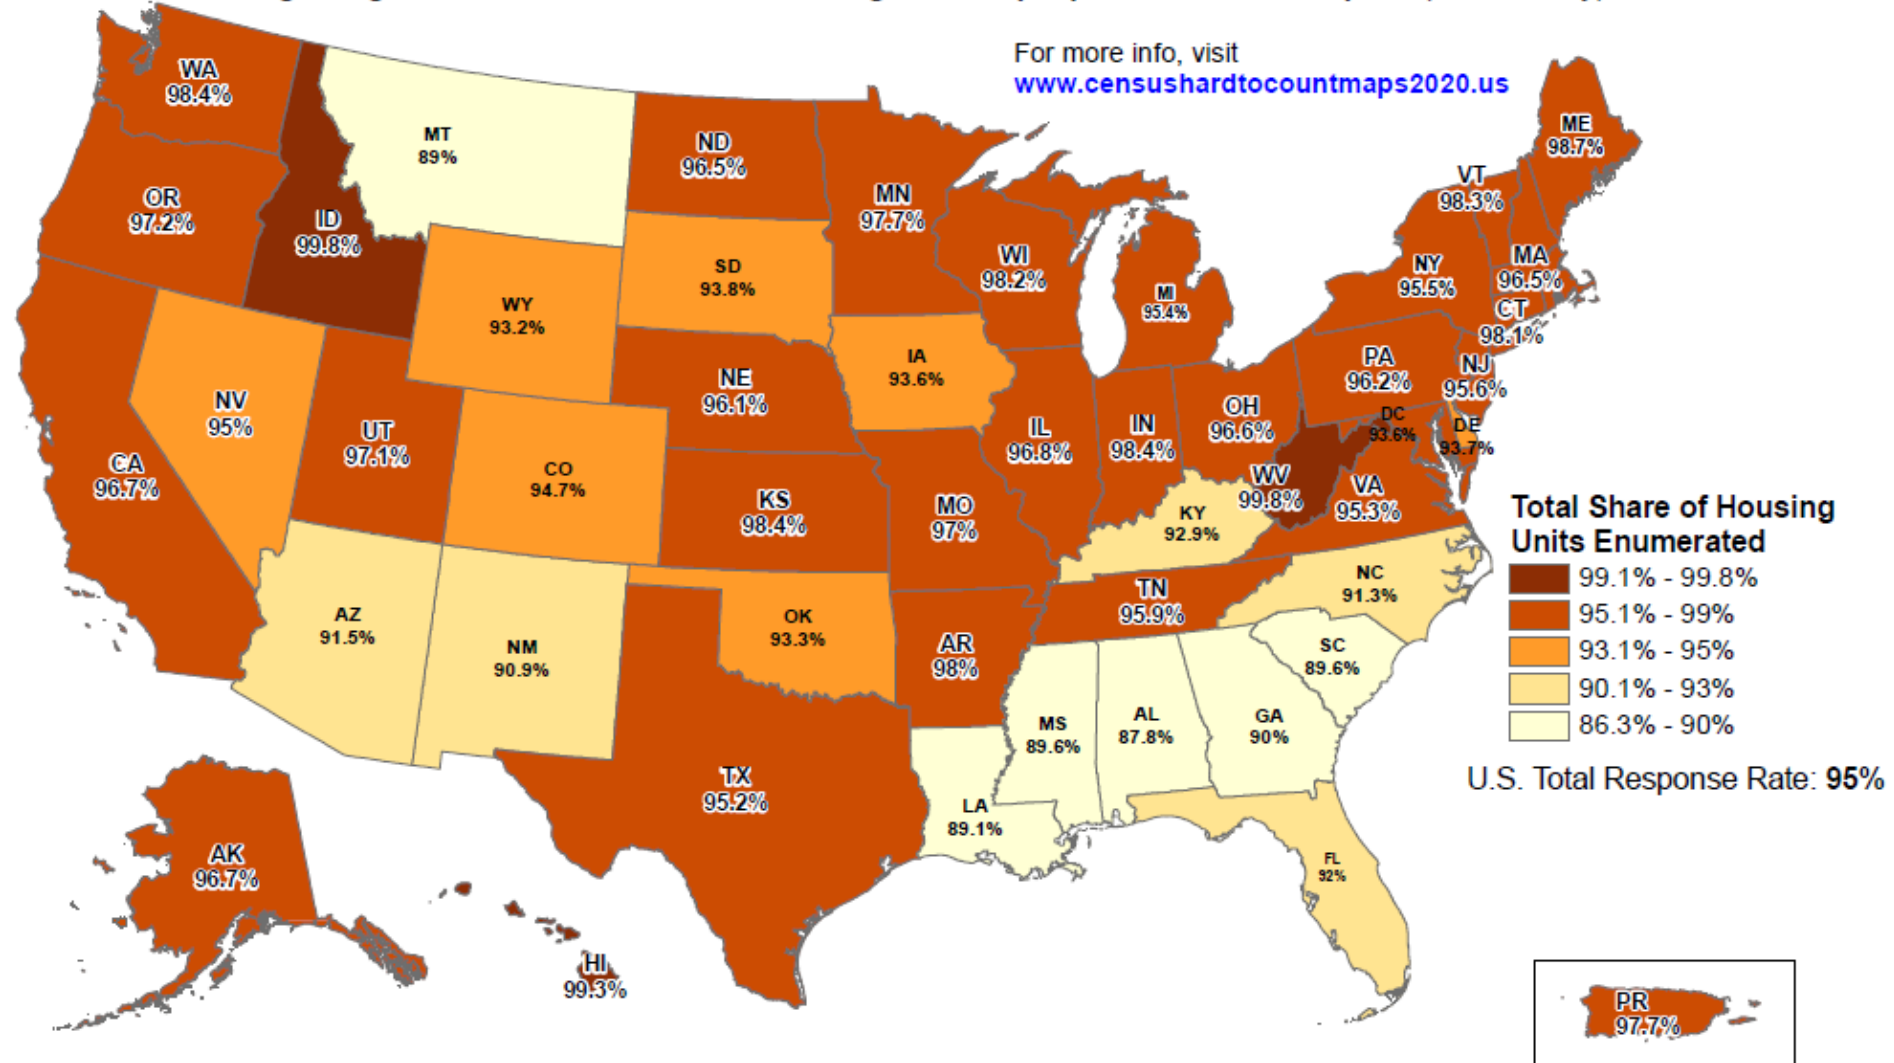 For more info, visit
www.censushardtocountmaps2020.us
WA
98.4%
MT
89%
ND
96.5%
MN
97.7%
ME
98.7%
VT
98.3%
OR
97.2%
ID
99.8%
WI
98.2%
MI
95.4%
NY
95.5%
MA
96.5%
CT
98.1%
SD
93.8%
WY
93.2%
IA
93.6%
NE
96.1%
PA
96.2%
NJ
95.6%
NV
95%
UT
97.1%
CO
94.7%
CA
96.7%
IL
96.8%
IN
98.4%
OH
96.6%
DC
93.6%
DE
93.7%
WV
99.8%
VA
95.3%
KS
98.4%
MO
97%
KY
92.9%
Total Share of Housing
Units Enumerated
99.1% - 99.8%
95.1% - 99%
93.1% - 95%
90.1% - 93%
86.3% - 90%
U.S. Total Response Rate: 95%
AZ
91.5%
NM
90.9%
OK
93.3%
AR
98%
TN
95.9%
NC
91.3%
SC
89.6%
MS
89.6%
AL
87.8%
GA
90%
TX
95.2%
LA
89.1%
FL
92%
AK
96.7%
HI
99.3%
PR
97.7%